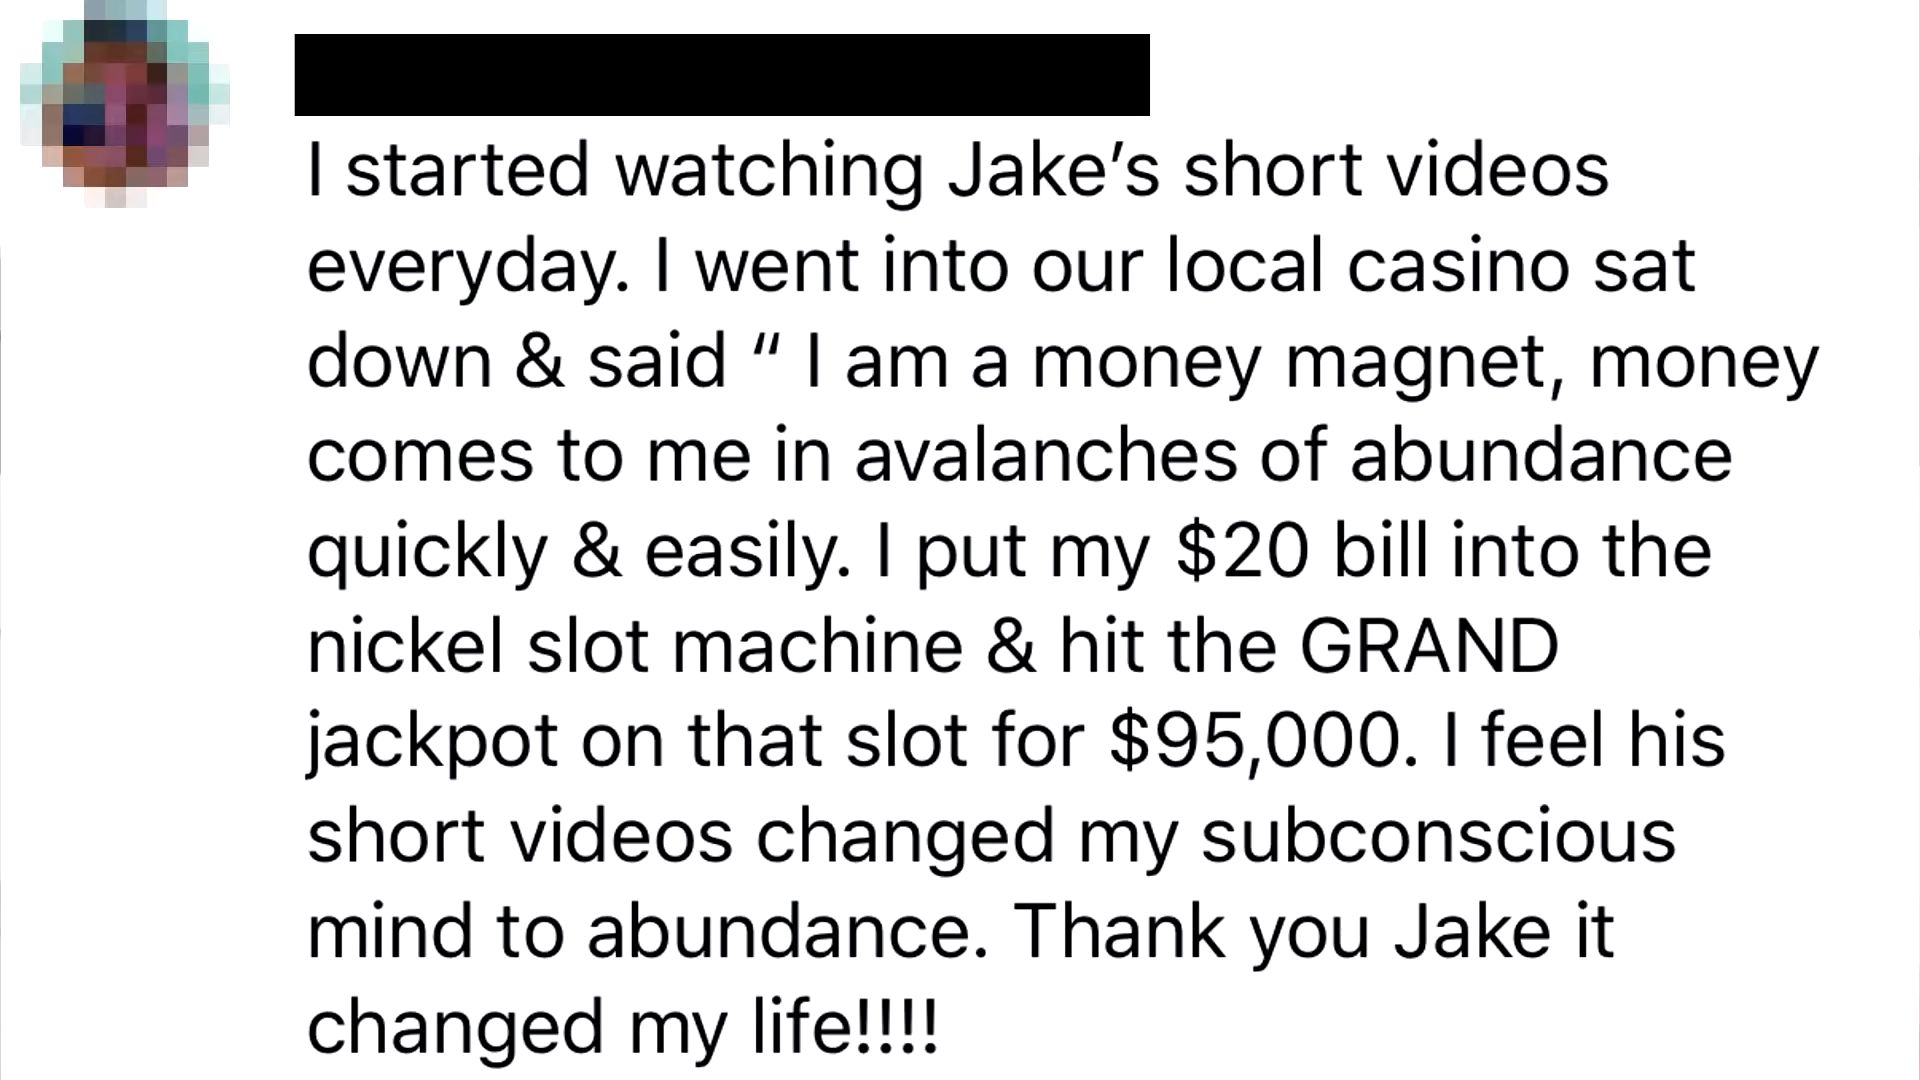 I started watching Jake’s short videos
everyday. I went into our local casino sat
down & said “ I am a money magnet, money
comes to me in avalanches of abundance
quickly & easily. I put my $20 bill into the
nickel slot machine & hit the GRAND
jackpot on that slot for $95,000. I feel his
short videos changed my subconscious
mind to abundance. Thank you Jake it
changed my life!!!!